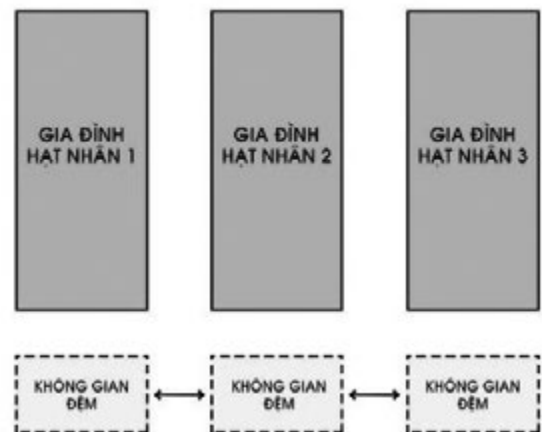 GIA ĐÌNH
HẠT NHÂN 1
GIA ĐÌNH
HẠT NHÂN 2
GIA ĐÌNH
HẠT NHÂN 3
KHÔNG GIAN
ĐỆM
KHÔNG GIAN
ĐỆM
KHÔNG GIAN
ĐỆM